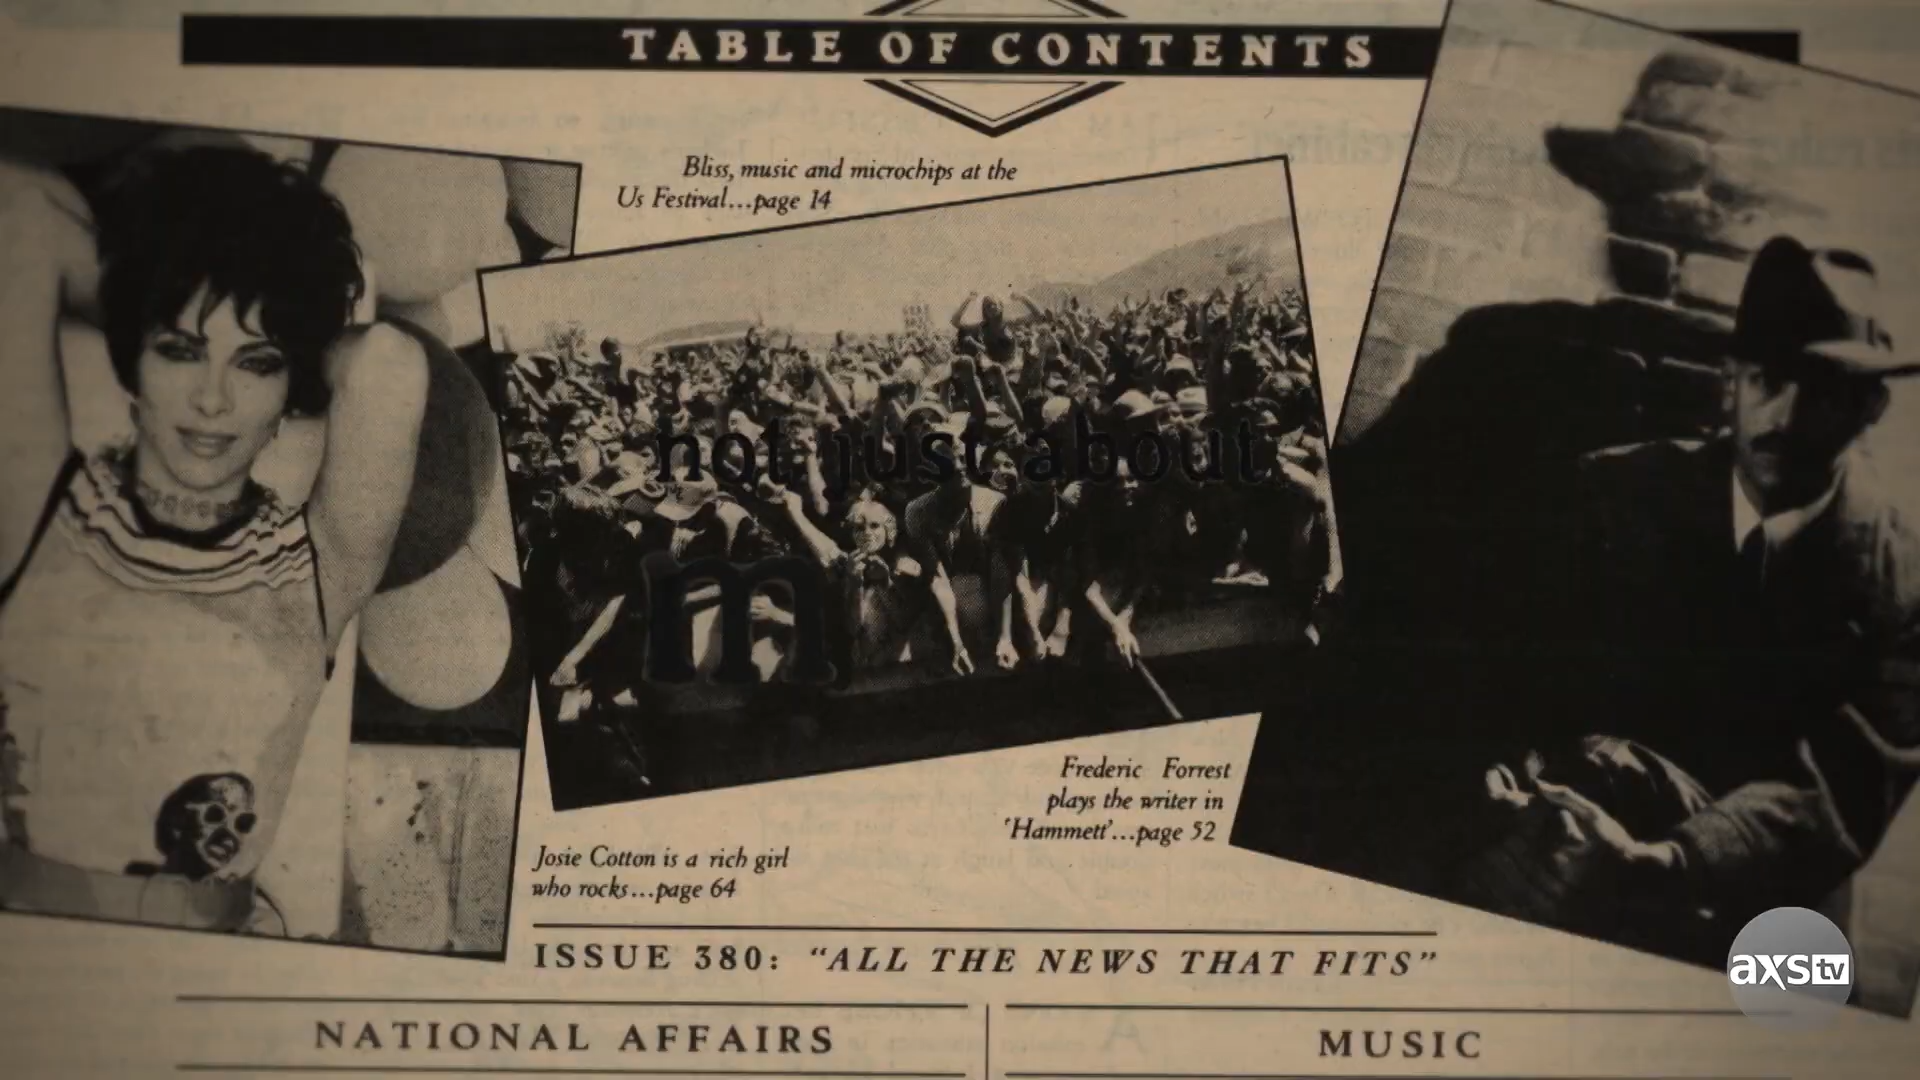 TABLE OF CONTENTS
Bliss, music and microchips at the
Us Festival...page 14
not just about
m
Frederic Forrest
plays the writer in
'Hammett'...page 52
Josie Cotton is a rich girl
who rocks...page 64
ISSUE 380: "ALL THE NEWS THAT FITS"
axs tv
NATIONAL AFFAIRS
MUSIC